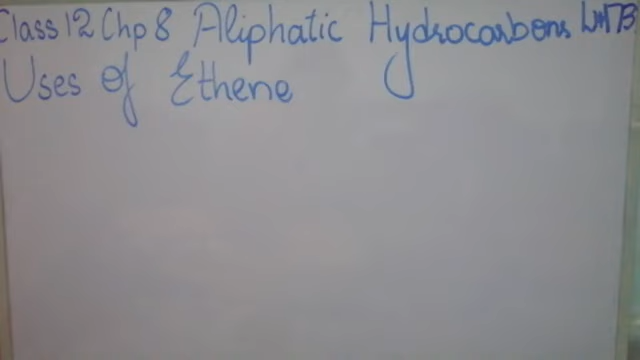 Class 12 Chp 8 Aliphatic Hydrocarbons
Uses of Ethene